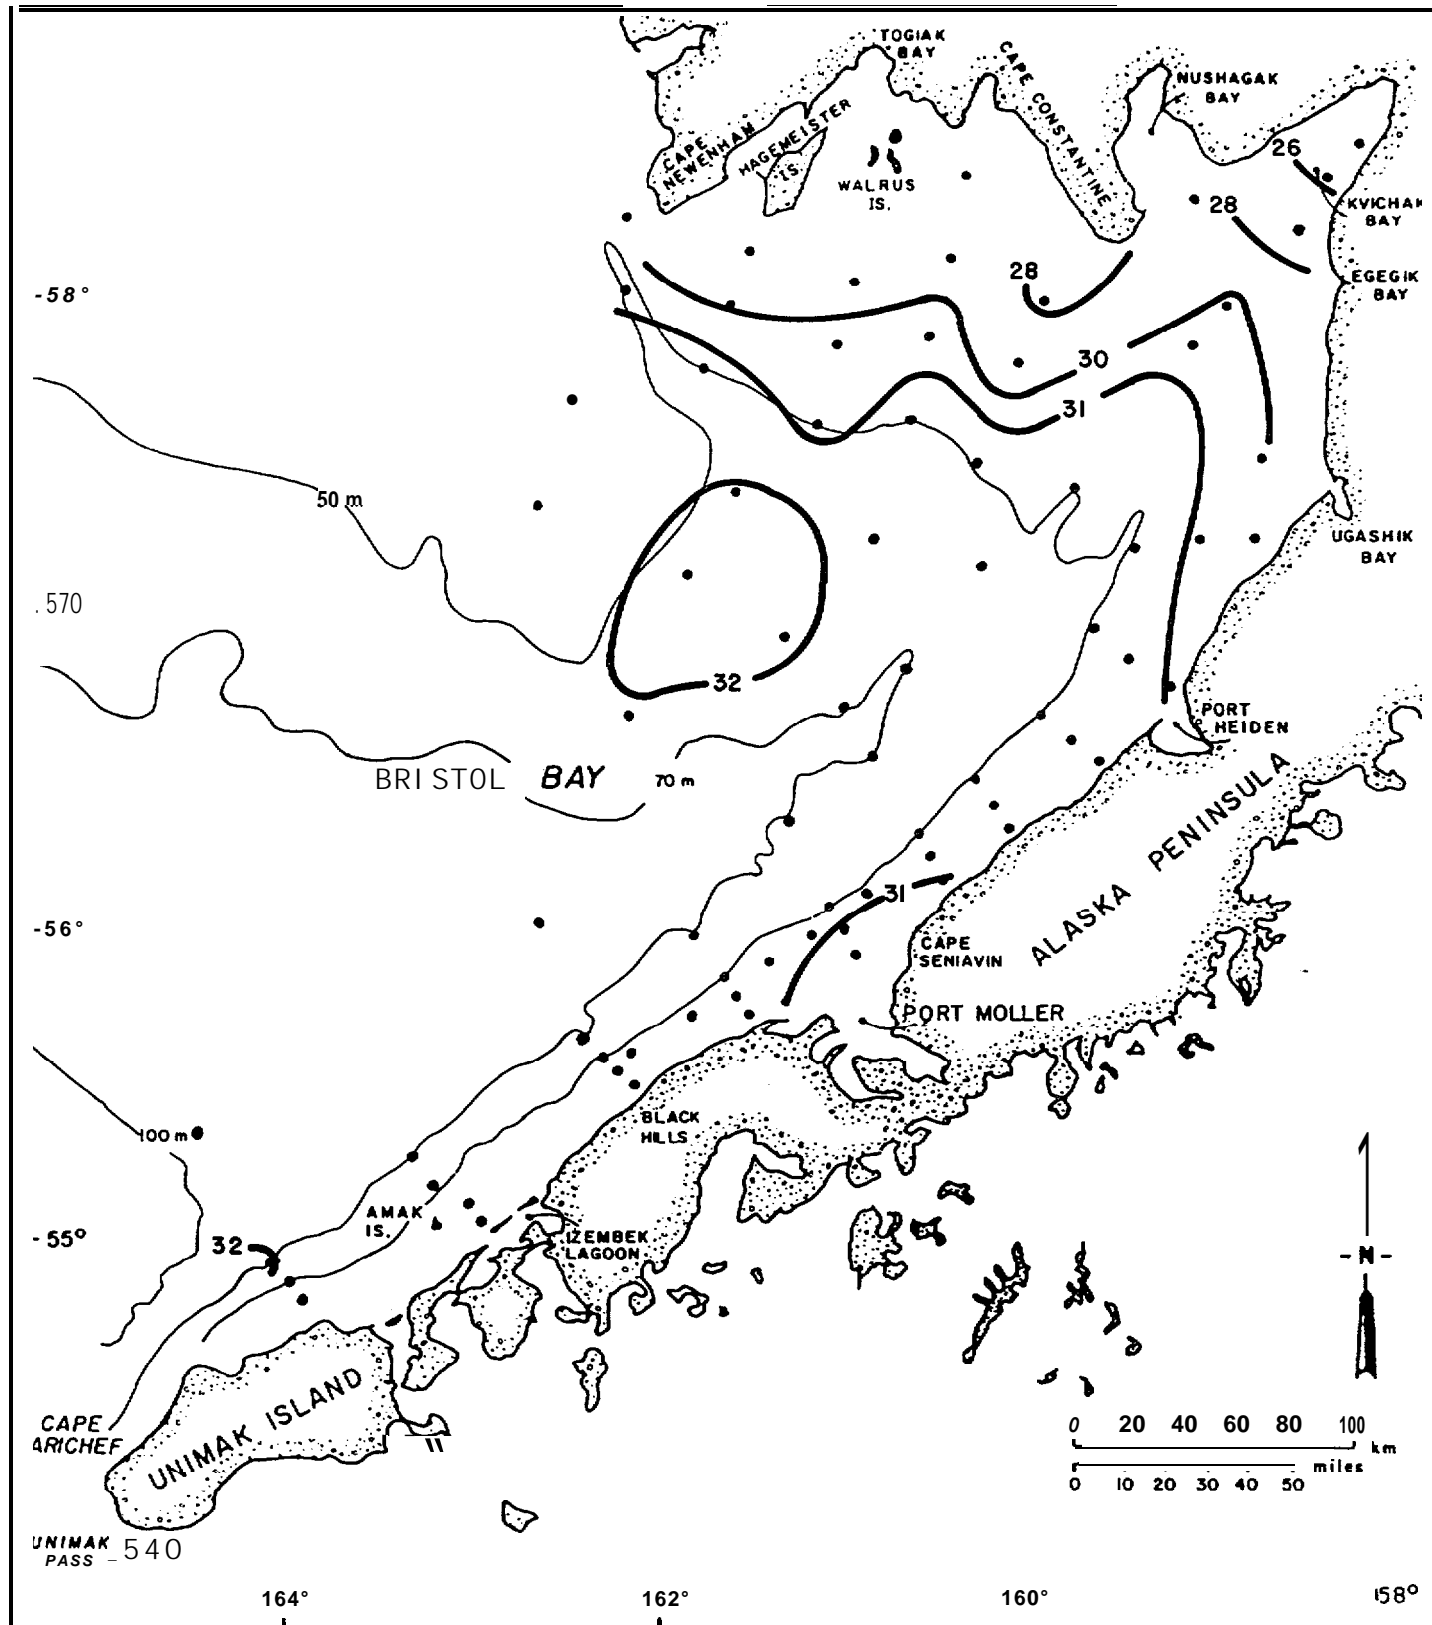 TOGIAK
BAY
CAPE CONSTANTINE
NUSHAGAK
BAY
CAPE
NEWENHAM
HAGEMEISTER
IS.
WALRUS
IS.
26
28
KVICHAK
BAY
28
EGEGIK
BAY
-58°
30
31
50 m
UGASHIK
BAY
. 570
32
PORT
HEIDEN
BRISTOL BAY
70 m
ALASKA PENINSULA
31
-56°
CAPE
SENIAVIN
PORT MOLLER
BLACK
HILLS
100 m
AMAK
IS.
-55°
32
IZEMBEK
LAGOON
-N-
UNIMAK ISLAND
CAPE
ARICHEF
0 20 40 60 80 100
km
miles
0 10 20 30 40 50
UNIMAK
PASS -540
164° 162° 160° 158°